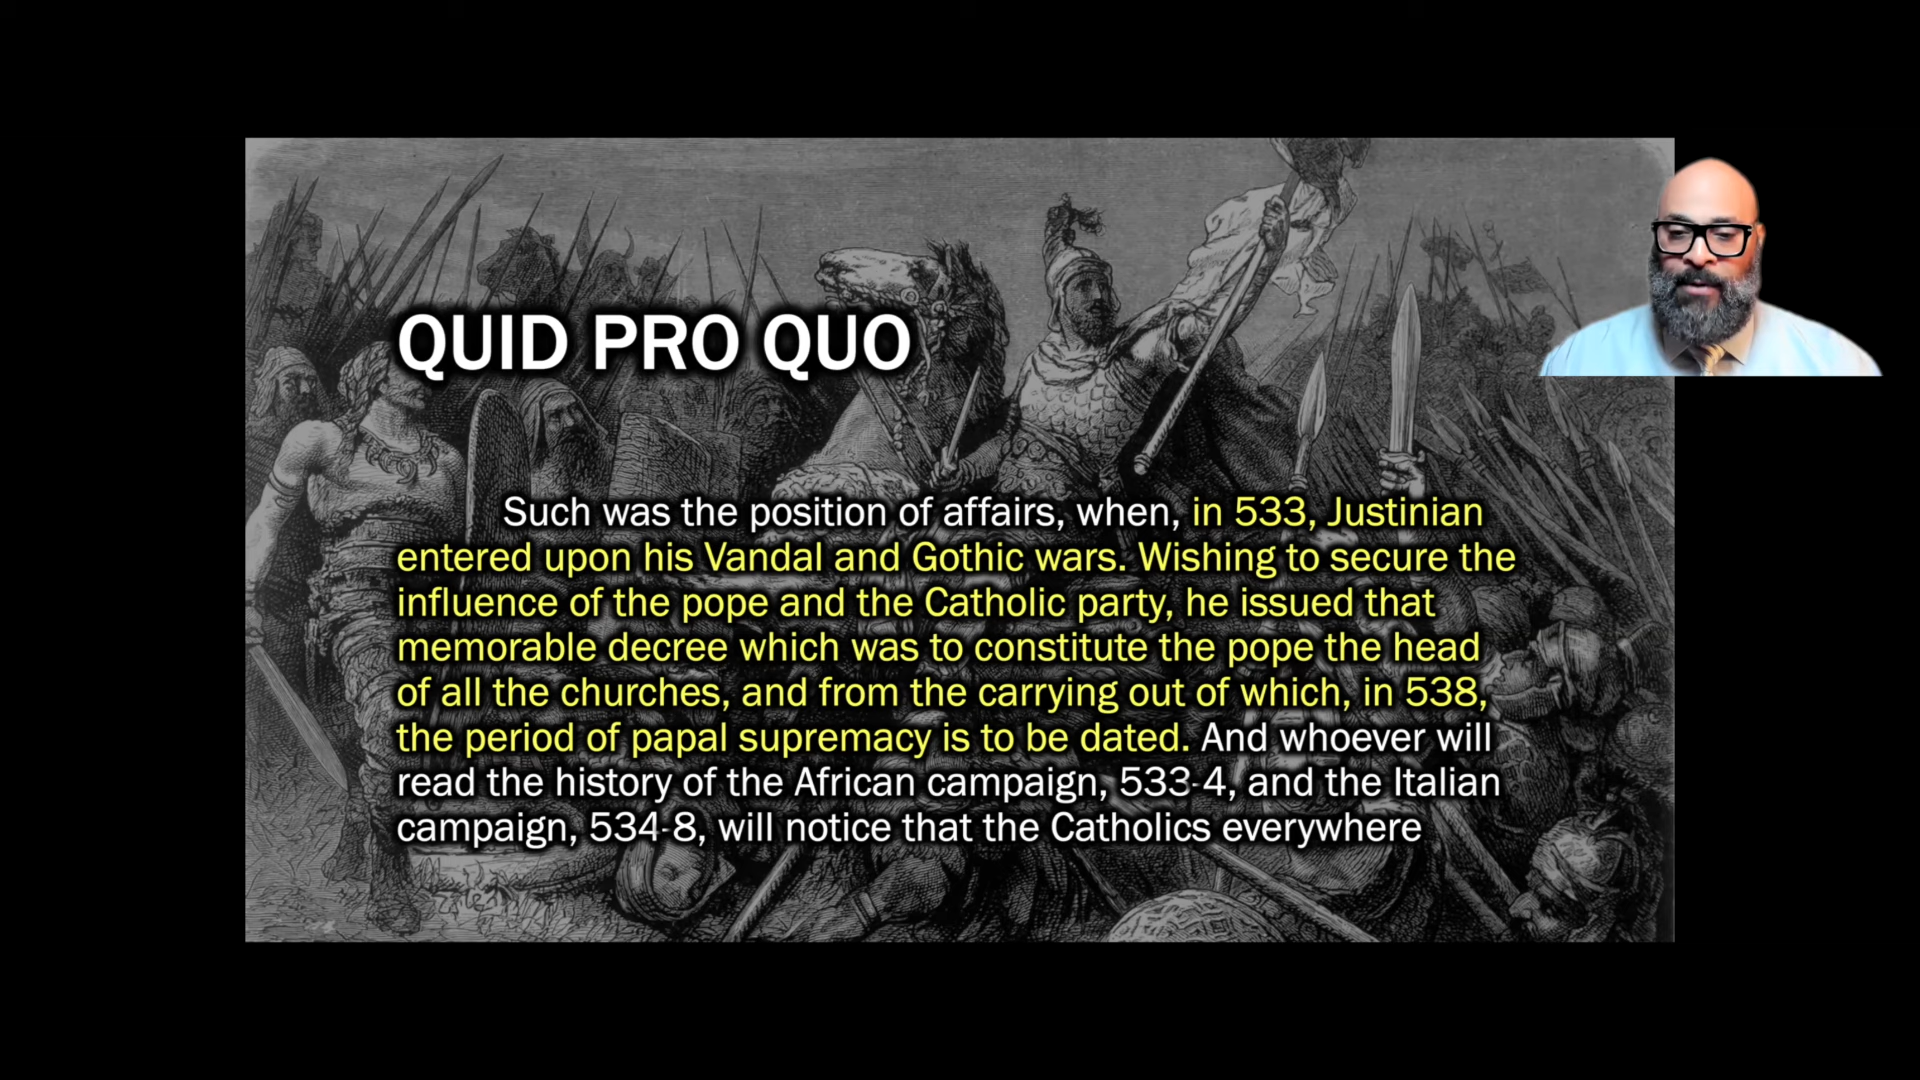 QUID PRO QUO
Such was the position of affairs, when, in 533, Justinian
entered upon his Vandal and Gothic wars. Wishing to secure the
influence of the pope and the Catholic party, he issued that
memorable decree which was to constitute the pope the head
of all the churches, and from the carrying out of which, in 538,
the period of papal supremacy is to be dated. And whoever will
read the history of the African campaign, 533-4, and the Italian
campaign, 534-8, will notice that the Catholics everywhere